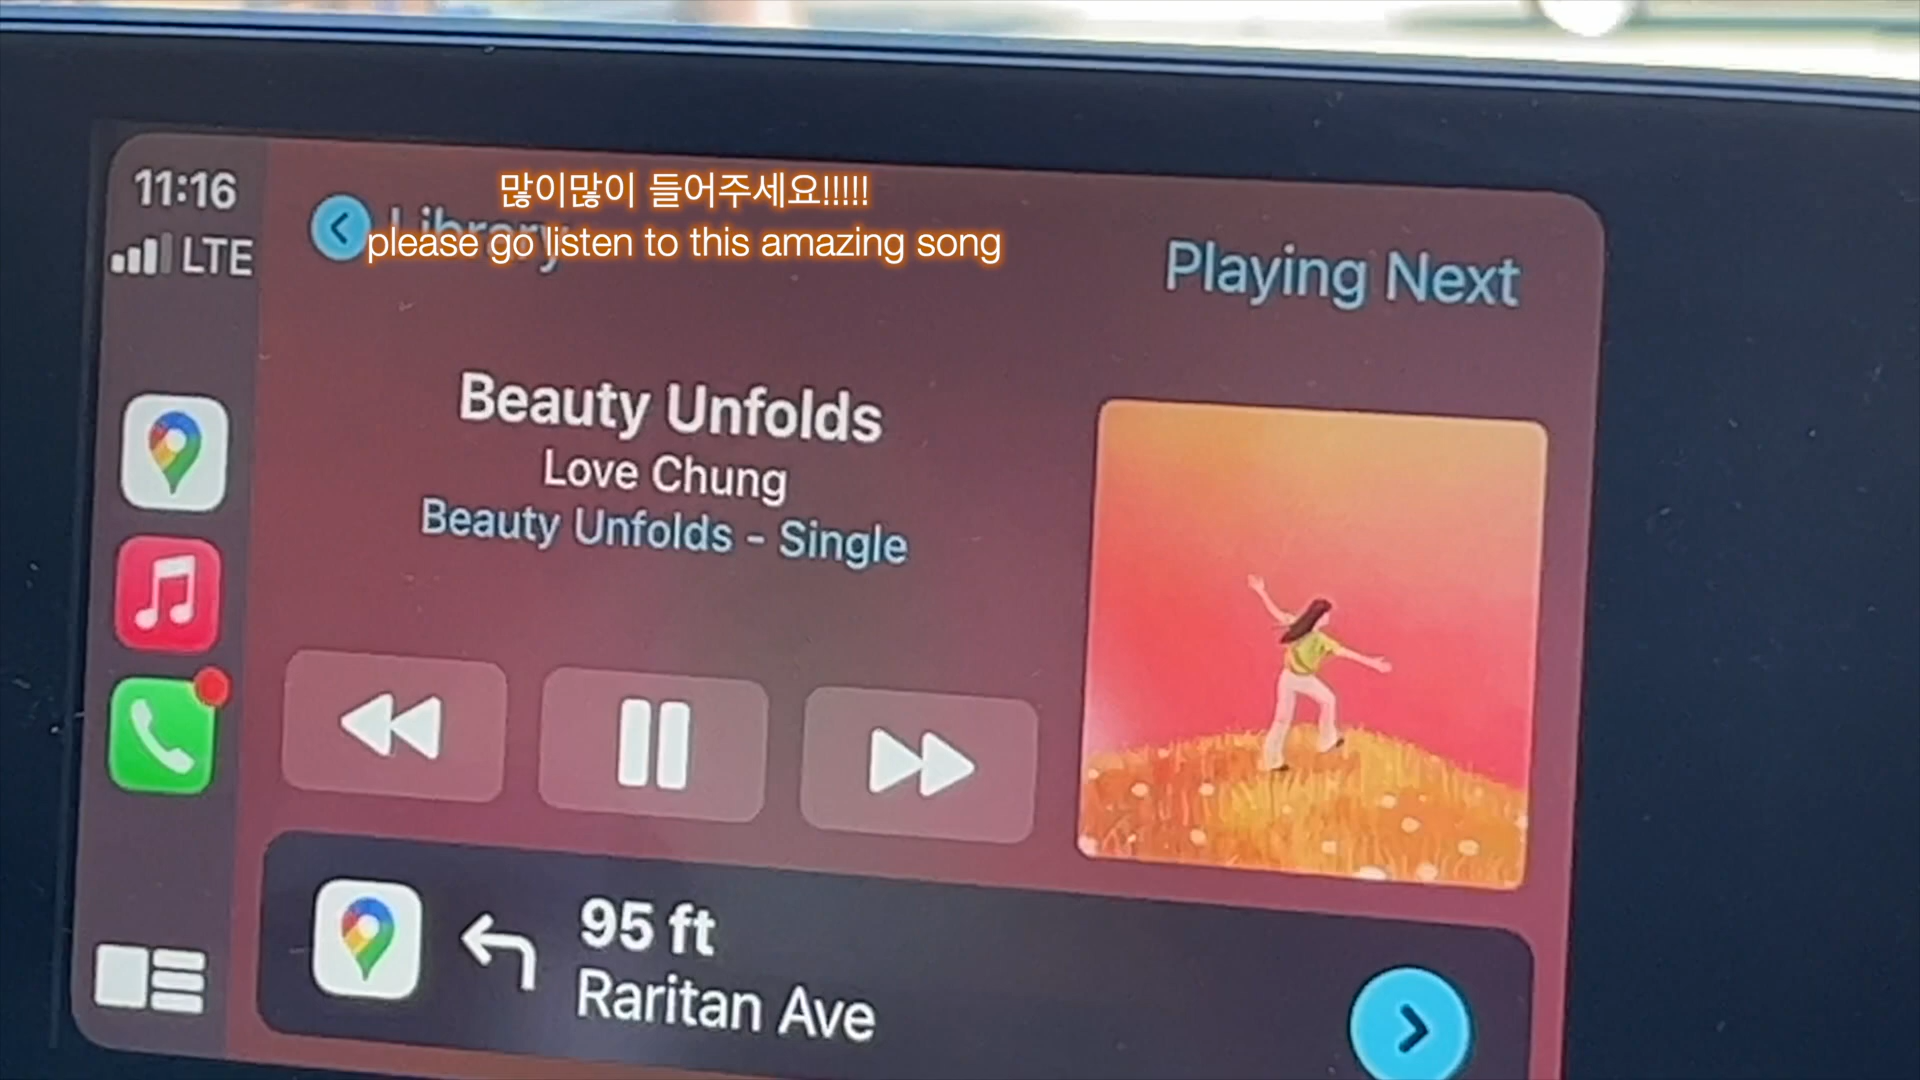 11:16
LTE
많이많이 들어주세요!!!!!
Library
please go listen to this amazing song
Playing Next
Beauty Unfolds
Love Chung
Beauty Unfolds - Single
95 ft
Raritan Ave